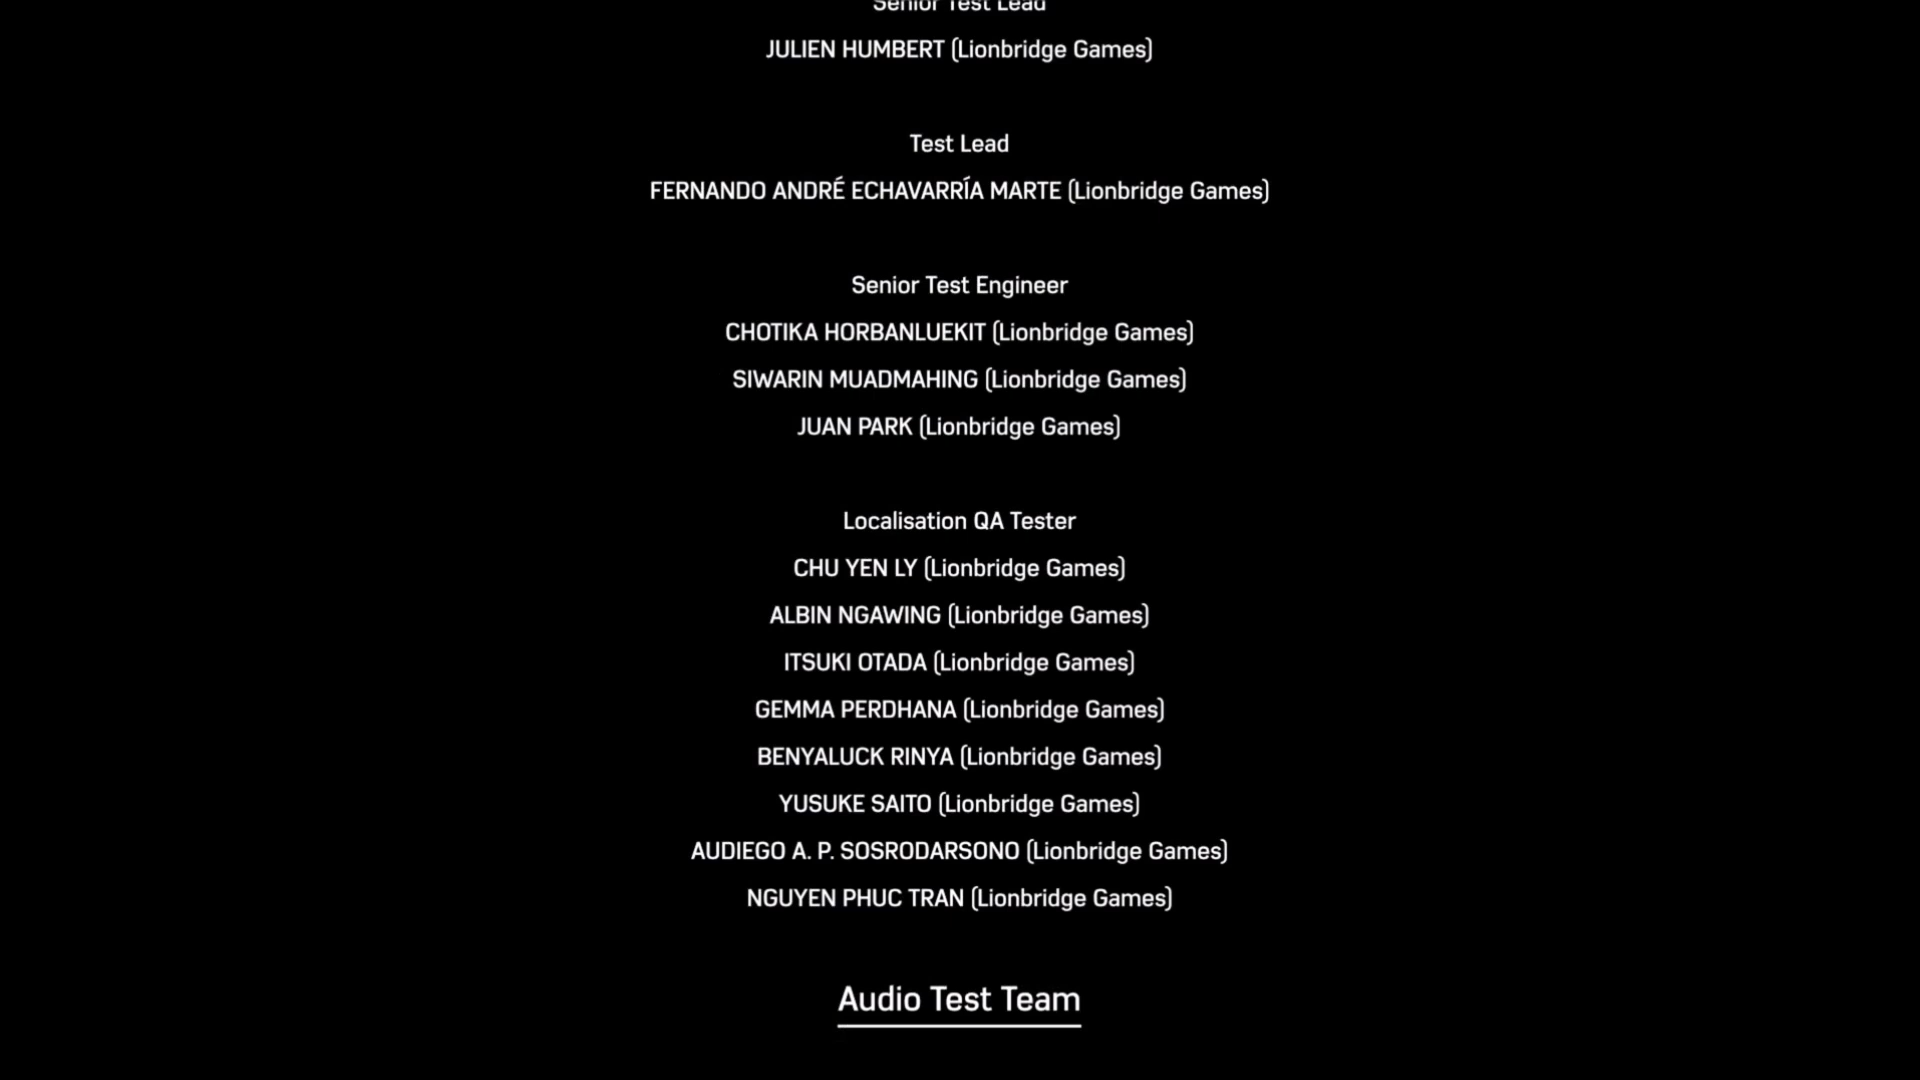 Senior Test Lead
JULIEN HUMBERT (Lionbridge Games)
Test Lead
FERNANDO ANDRÉ ECHAVARRÍA MARTE (Lionbridge Games)
Senior Test Engineer
CHOTIKA HORBANLUEKIT (Lionbridge Games)
SIWARIN MUADMAHING (Lionbridge Games)
JUAN PARK (Lionbridge Games)
Localisation QA Tester
CHU YEN LY (Lionbridge Games)
ALBIN NGAWING (Lionbridge Games)
ITSUKI OTADA (Lionbridge Games)
GEMMA PERDHANA (Lionbridge Games)
BENYALUCK RINYA (Lionbridge Games)
YUSUKE SAITO (Lionbridge Games)
AUDIEGO A. P. SOSRODARSONO (Lionbridge Games)
NGUYEN PHUC TRAN (Lionbridge Games)
Audio Test Team